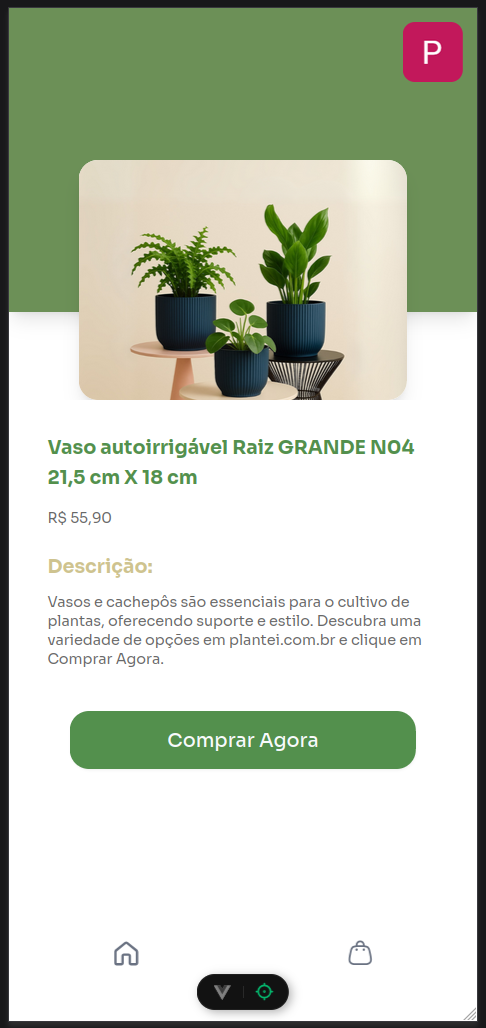 P
Vaso autoirrigável Raiz GRANDE N04
21,5 cm X 18 cm
R$ 55,90
Descrição:
Vasos e cachepôs são essenciais para o cultivo de
plantas, oferecendo suporte e estilo. Descubra uma
variedade de opções em plantei.com.br e clique em
Comprar Agora.
Comprar Agora